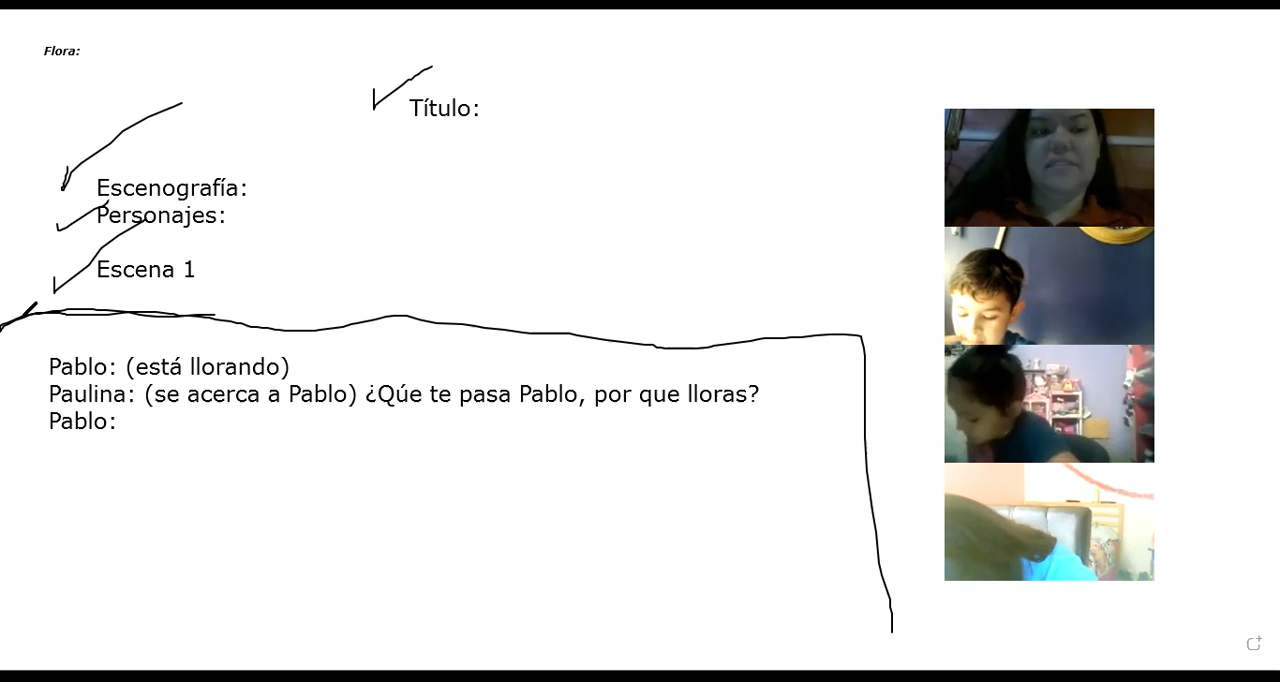 Flora:
Título:
Escenografía:
Personajes:
Escena 1
Pablo: (está llorando)
Paulina: (se acerca a Pablo) ¿Qúe te pasa Pablo, por que lloras?
Pablo: